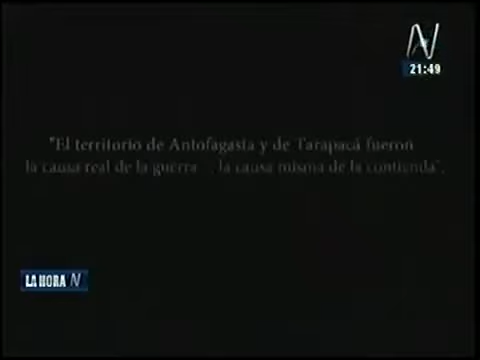 N
21:49
"El territorio de Antofagasta y de Tarapacá fueron
la causa real de la guerra... la causa misma de la contienda".
LA HORA N